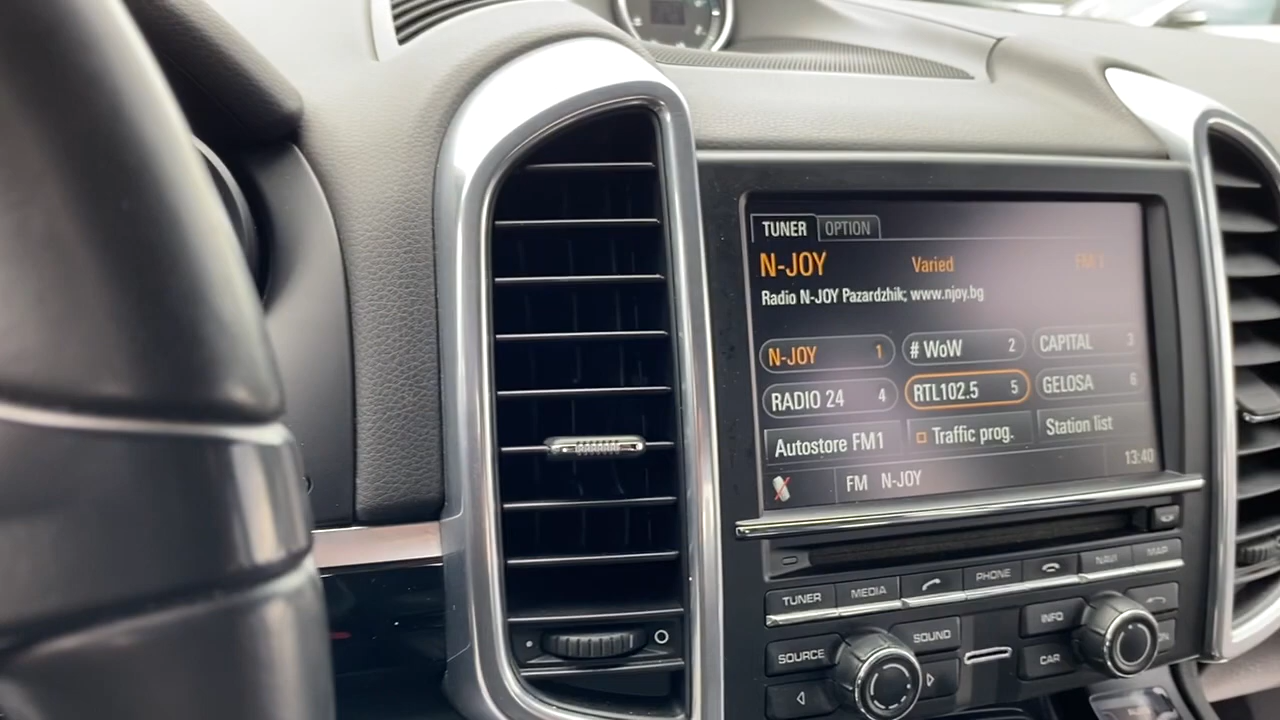 TUNER OPTION
N-JOY Varied FM 1
Radio N-JOY Pazardzhik; www.njoy.bg
N-JOY 1 # WoW 2 CAPITAL 3
RADIO 24 4 RTL102.5 5 GELOSA 6
Autostore FM1 Traffic prog. Station list
13:40
FM N-JOY
TUNER MEDIA PHONE NAVI MAP
SOURCE SOUND INFO
CAR